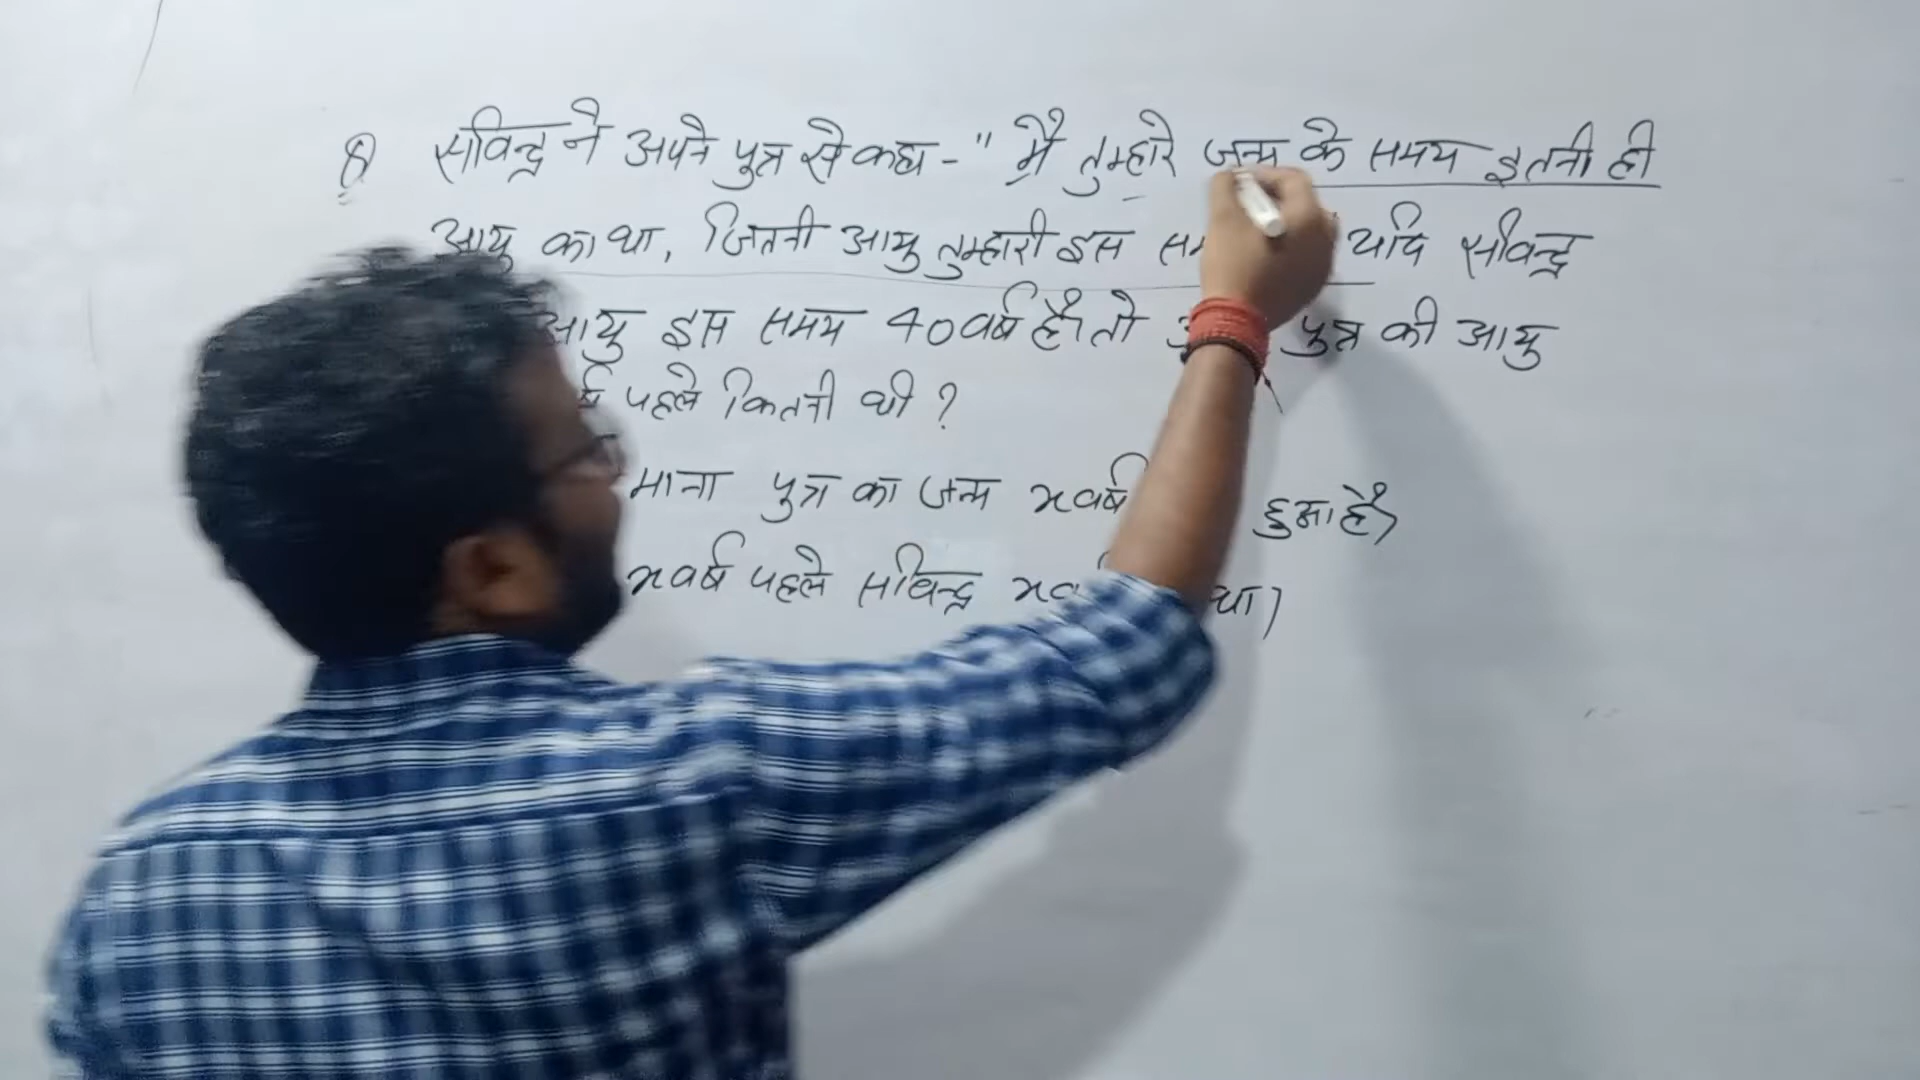 8) सविन्द्र ने अपने पुत्र से कहा - " मैं तुम्हारे जन्म के समय इतनी ही
आयु का था, जितनी आयु तुम्हारी इस यदि सविन्द्र
आयु इस समय 40 वर्ष है। तो पुत्र की आयु
पहले कितनी थी ?
माना पुत्र का जन्म x वर्ष हुआ है,
x वर्ष पहले सविन्द्र x था।